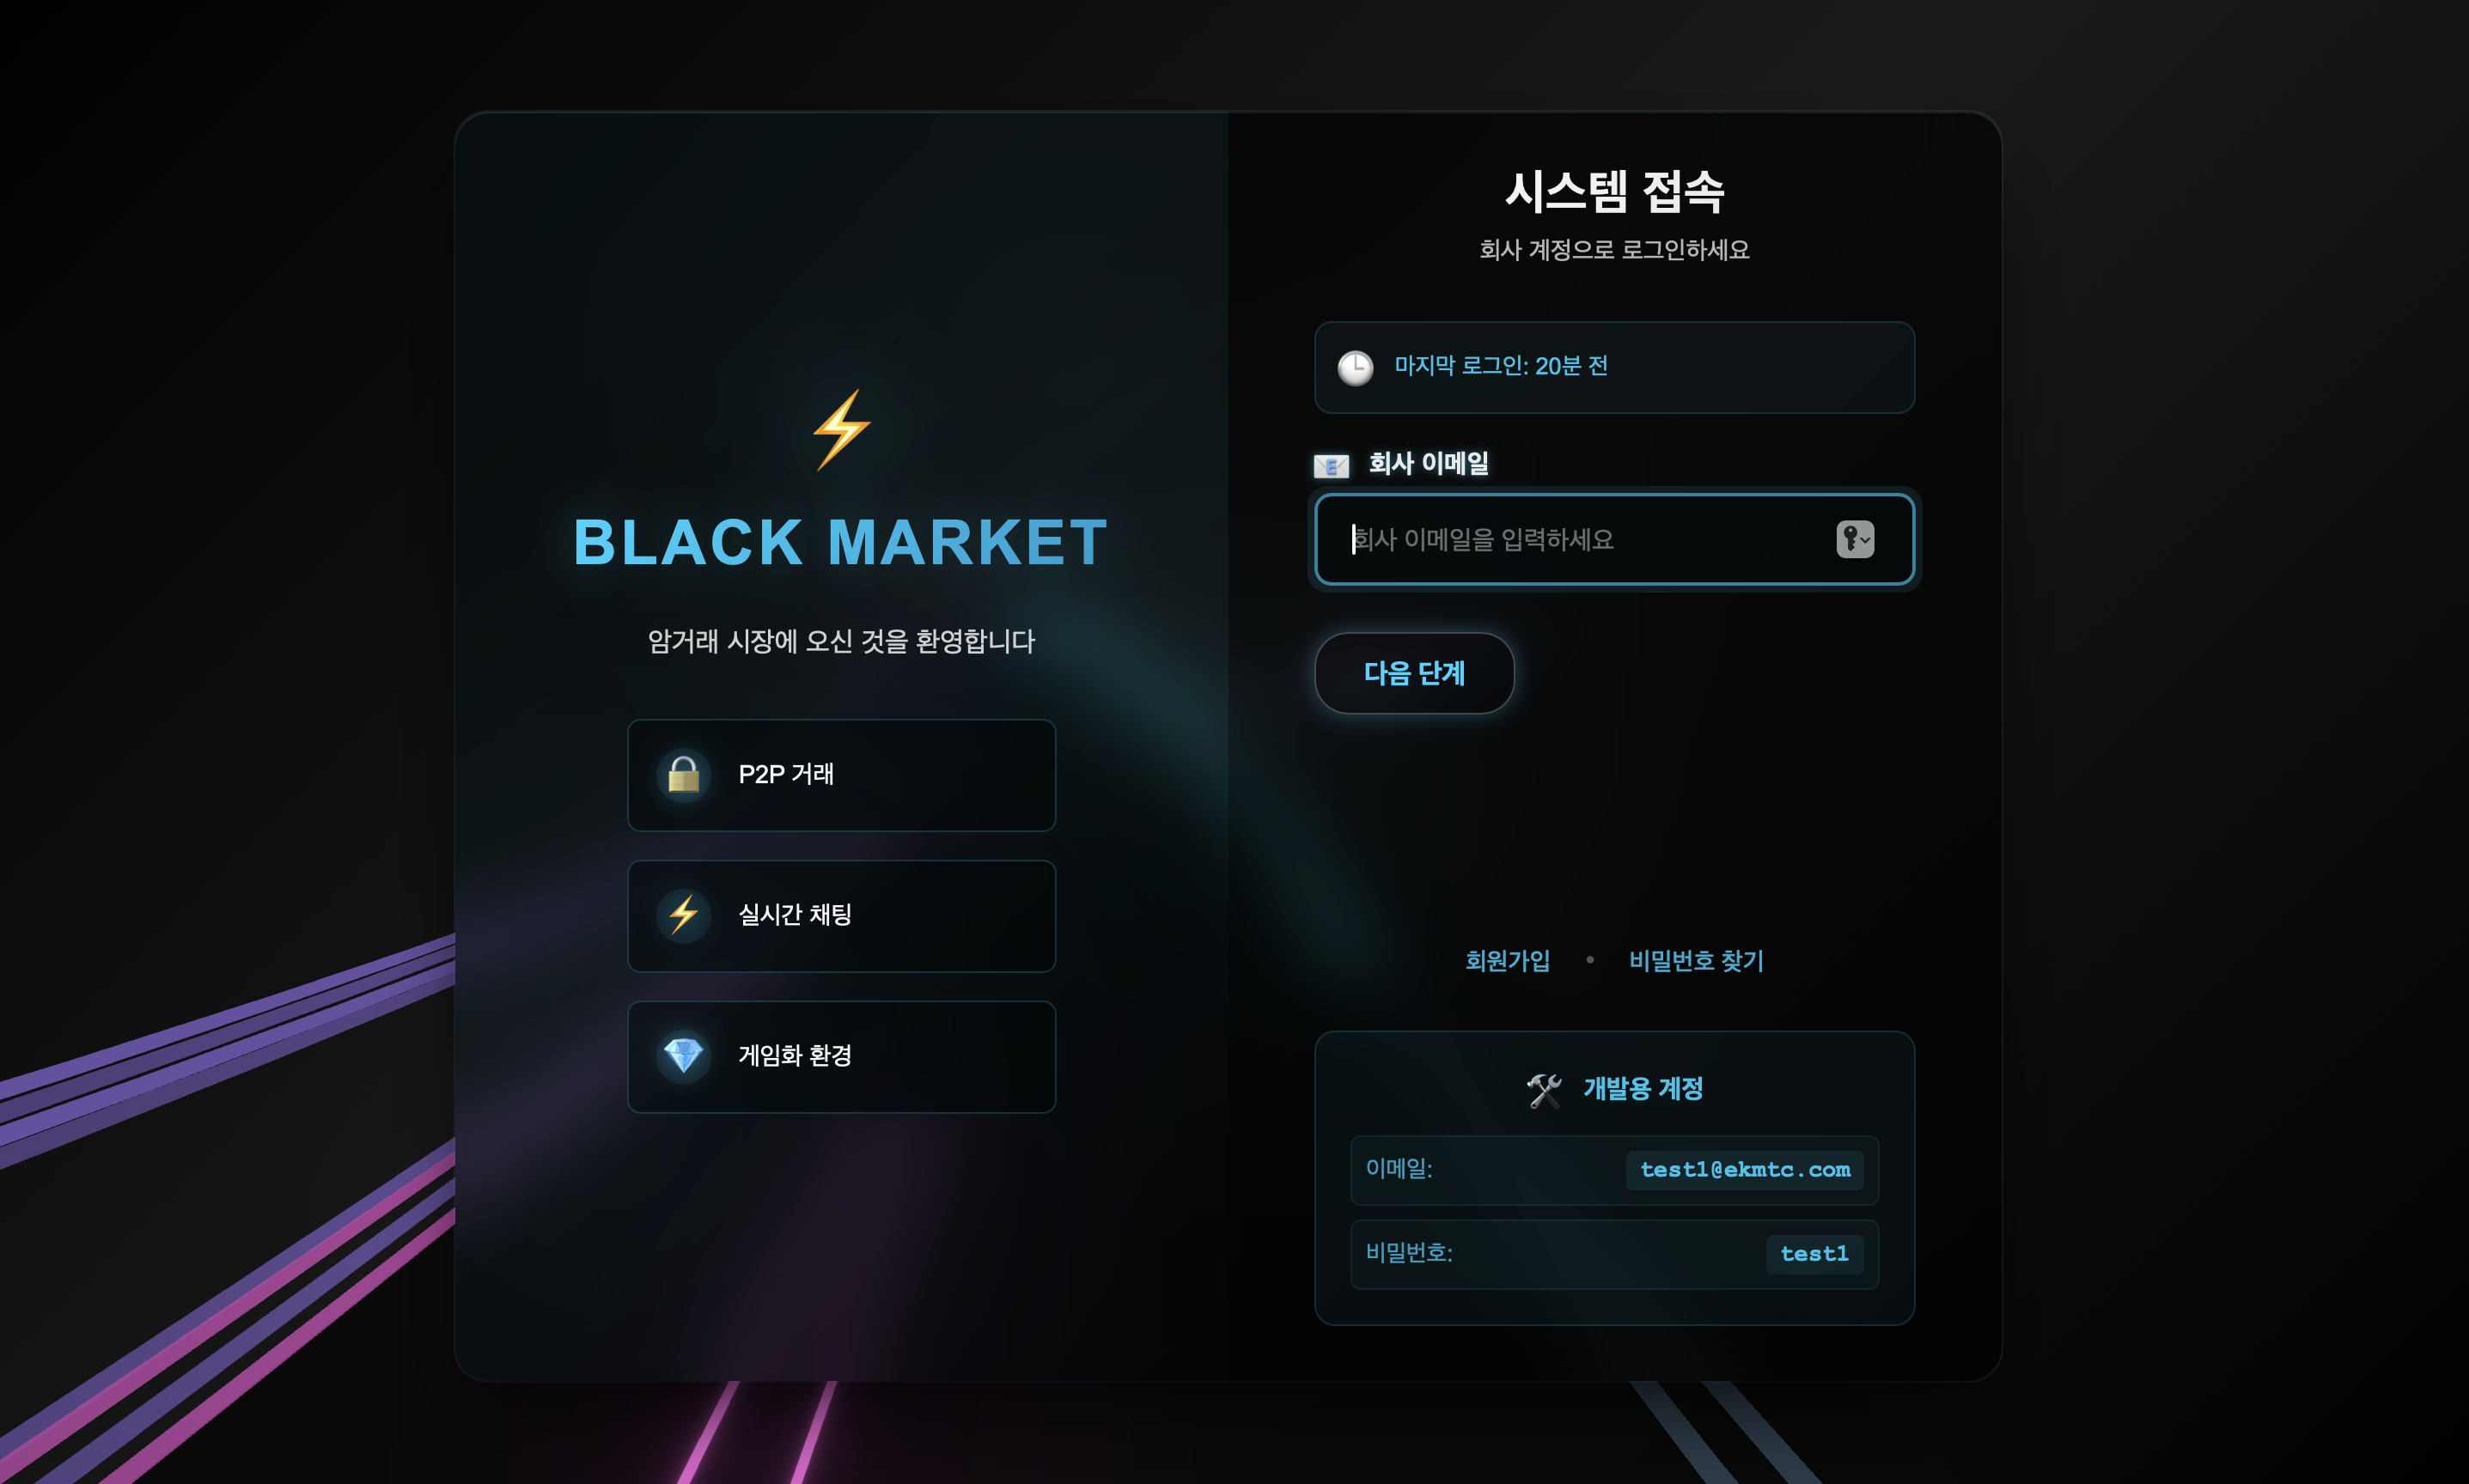 BLACK MARKET
암거래 시장에 오신 것을 환영합니다
P2P 거래
실시간 채팅
게임화 환경
시스템 접속
회사 계정으로 로그인하세요
마지막 로그인: 20분 전
회사 이메일
회사 이메일을 입력하세요
다음 단계
회원가입 • 비밀번호 찾기
개발용 계정
이메일: test1@ekmtc.com
비밀번호: test1